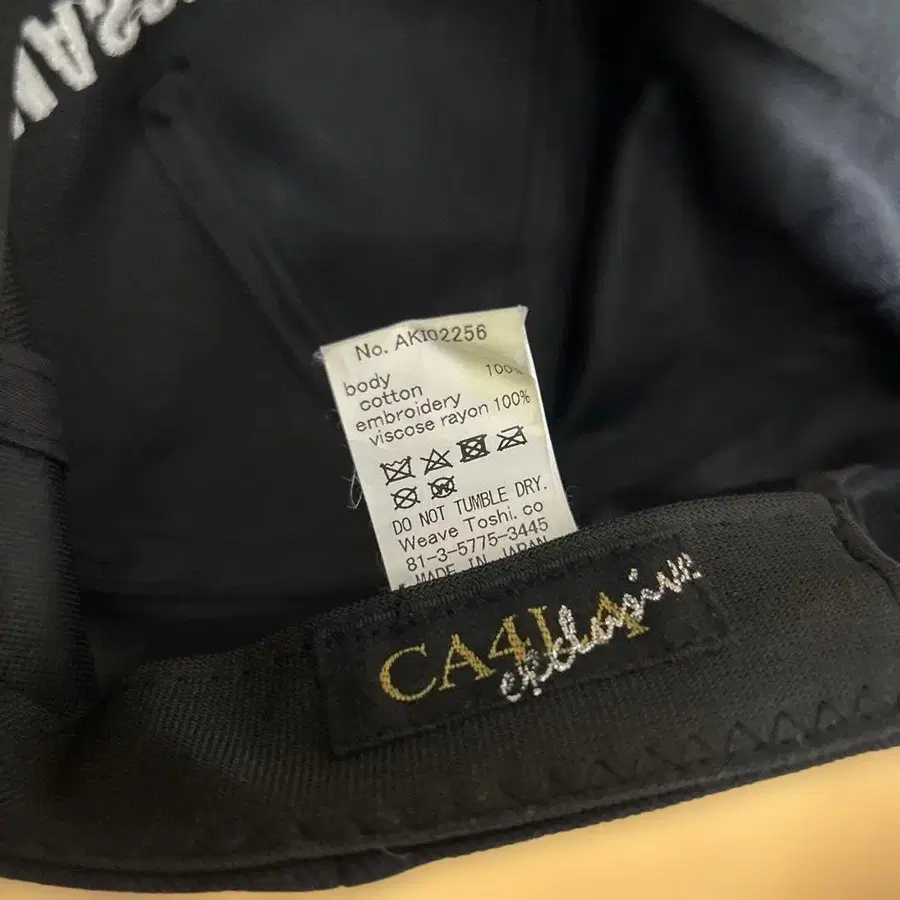 No. AKI02256
body
cotton 100%
embroidery
viscose rayon 100%
W
DO NOT TUMBLE DRY.
Weave Toshi. co
81-3-5775-3445
MADE IN JAPAN
CA4LA
exclusive